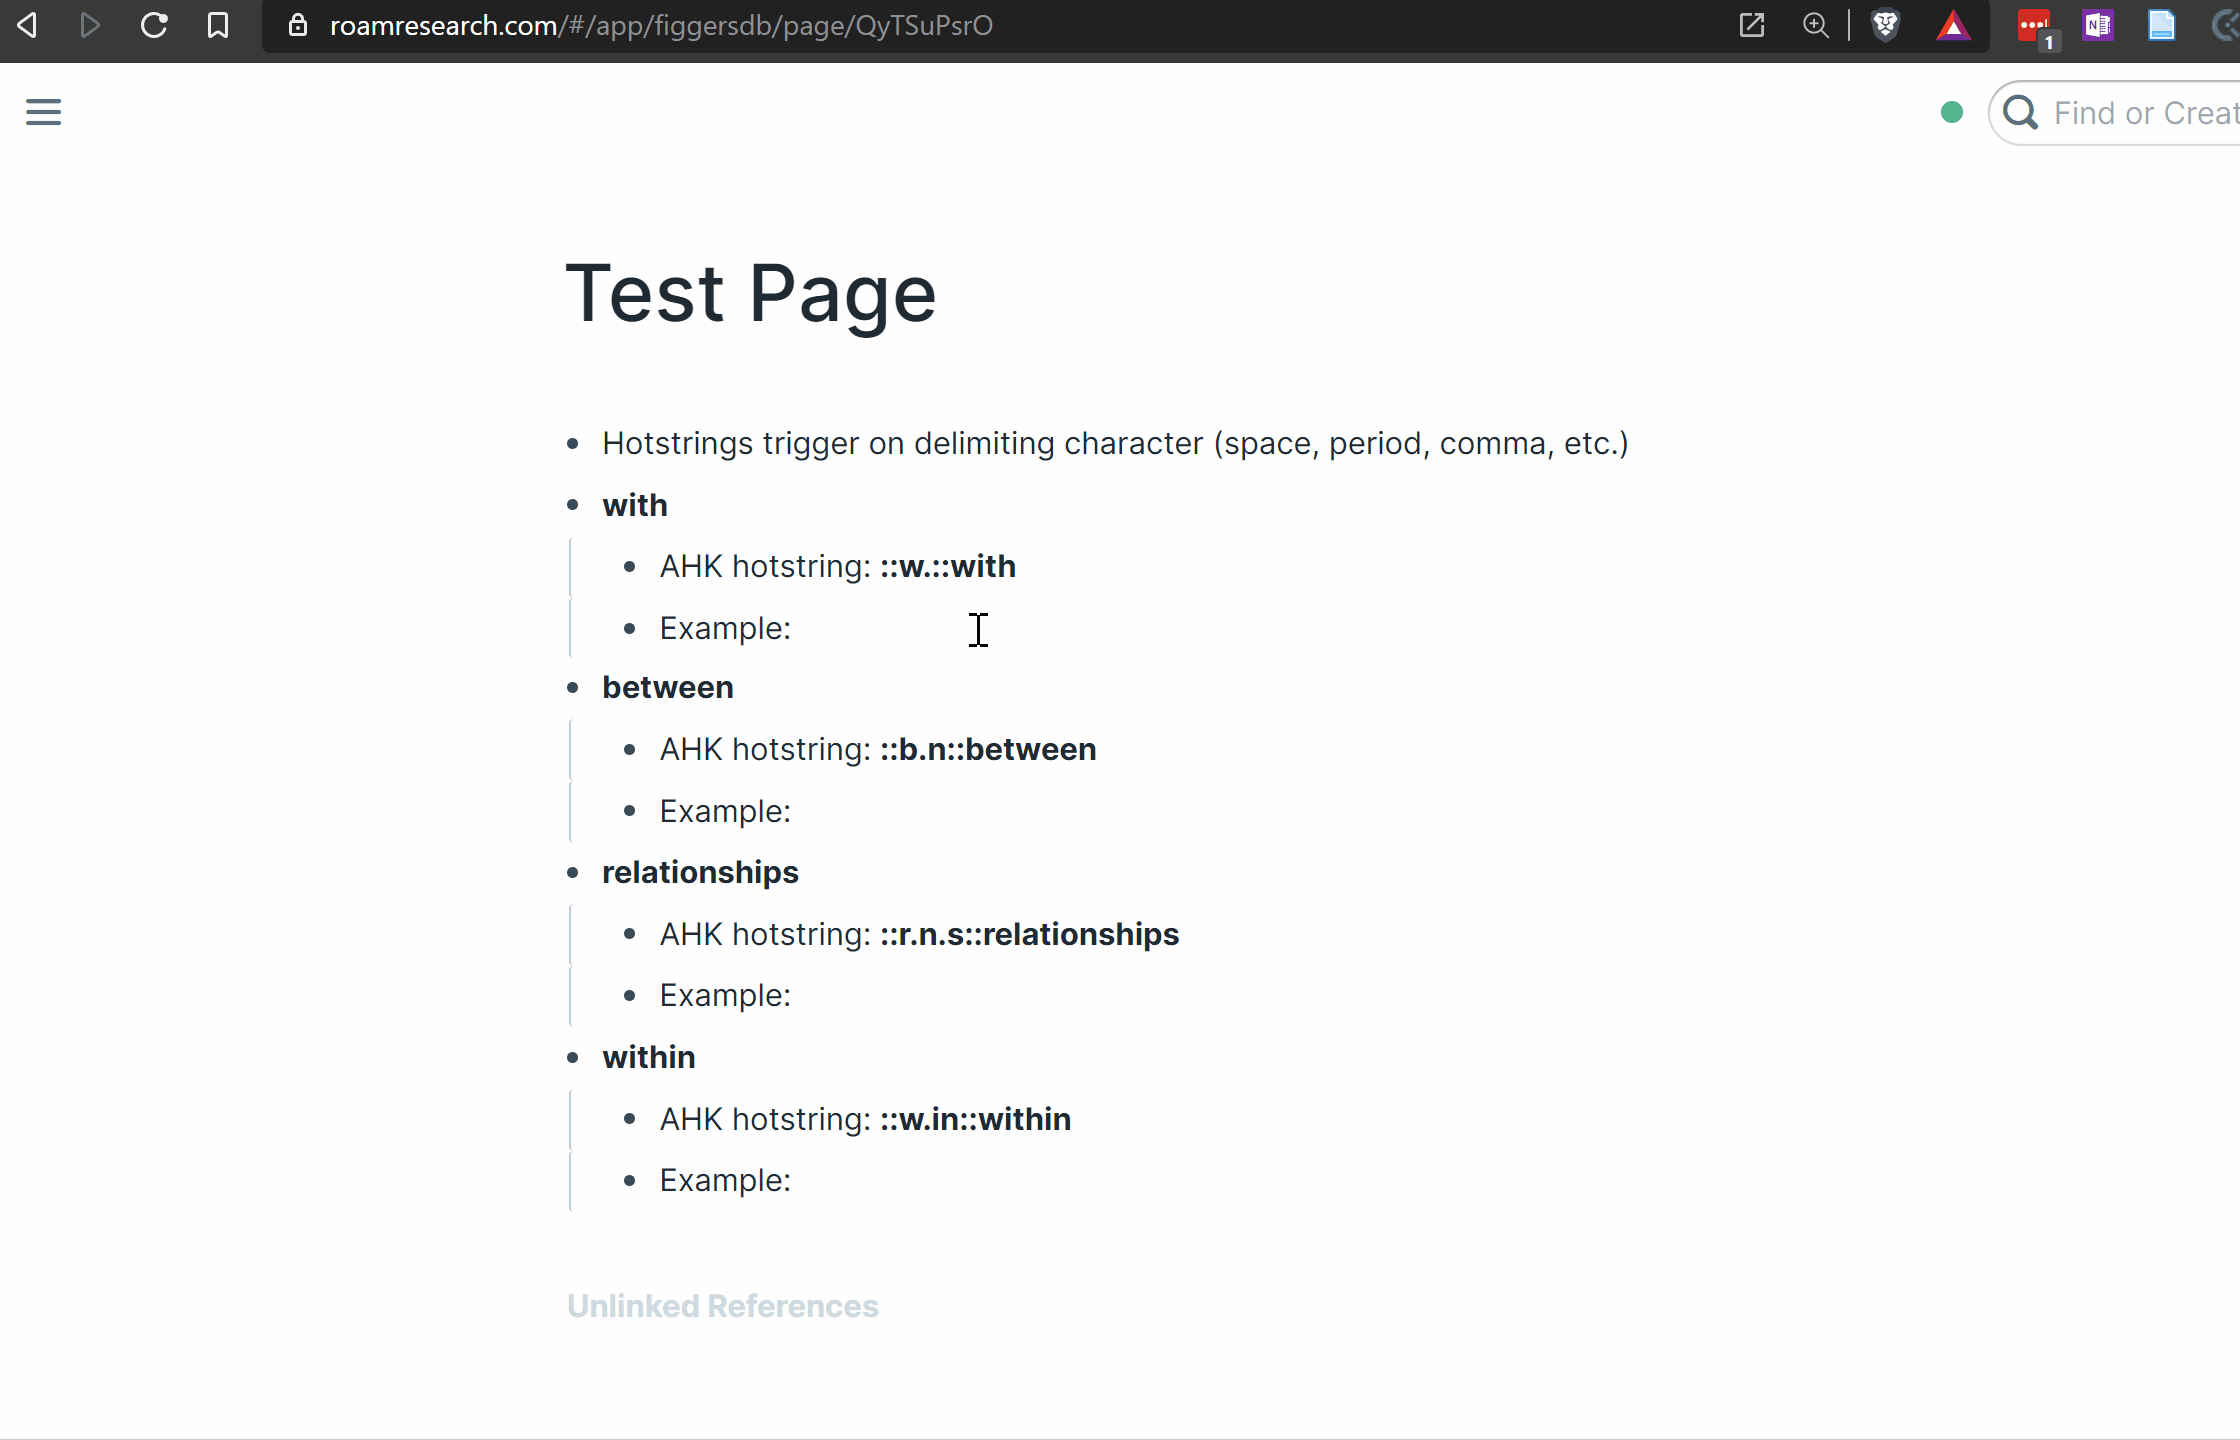 roamresearch.com/#/app/figgersdb/page/QyTSuPsrO
1
N
Find or Creat
Test Page
Hotstrings trigger on delimiting character (space, period, comma, etc.)
with
AHK hotstring: ::w.::with
Example:
between
AHK hotstring: ::b.n::between
Example:
relationships
AHK hotstring: ::r.n.s::relationships
Example:
within
AHK hotstring: ::w.in::within
Example:
Unlinked References